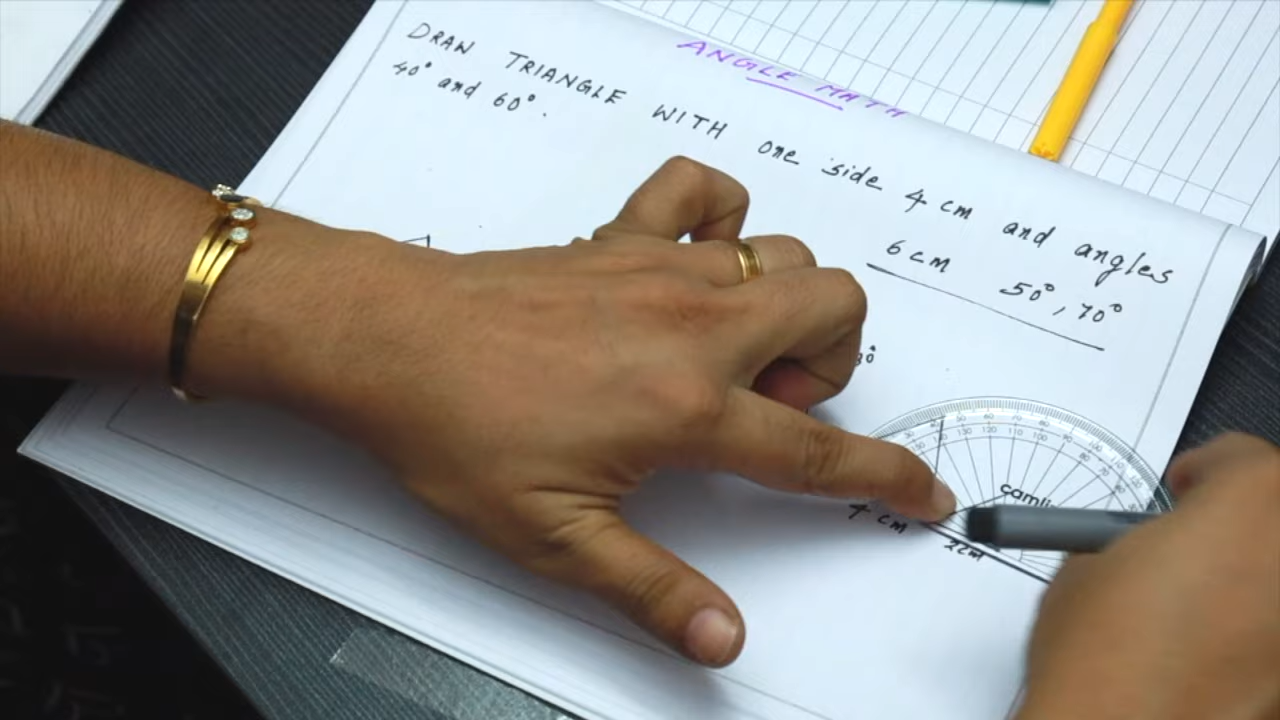 ANGLE MATH
DRAW TRIANGLE WITH one side 4 cm and angles
40° and 60°.
6 cm 50°, 70°
4 cm
camli